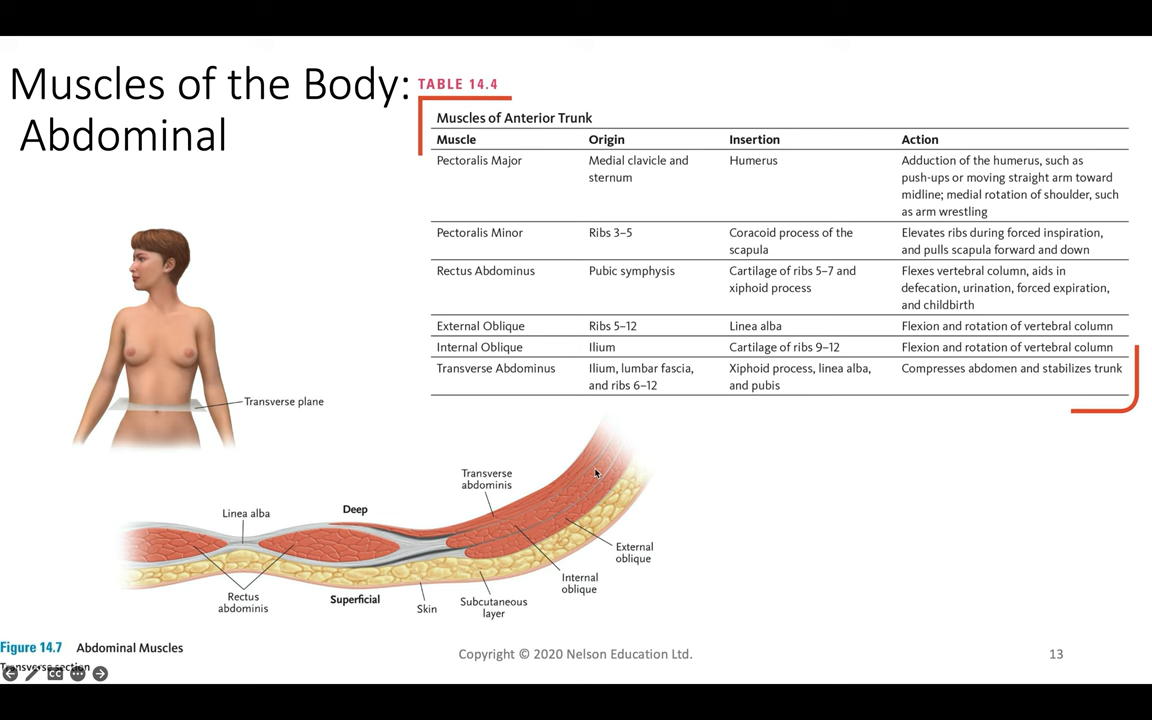 Muscles of the Body:
Abdominal
TABLE 14.4
Muscles of Anterior Trunk
Muscle Origin Insertion Action
Pectoralis Major Medial clavicle and Humerus Adduction of the humerus, such as
sternum push-ups or moving straight arm toward
midline; medial rotation of shoulder, such
as arm wrestling
Pectoralis Minor Ribs 3–5 Coracoid process of the Elevates ribs during forced inspiration,
scapula and pulls scapula forward and down
Rectus Abdominus Pubic symphysis Cartilage of ribs 5–7 and Flexes vertebral column, aids in
xiphoid process defecation, urination, forced expiration,
and childbirth
External Oblique Ribs 5–12 Linea alba Flexion and rotation of vertebral column
Internal Oblique Ilium Cartilage of ribs 9–12 Flexion and rotation of vertebral column
Transverse Abdominus Ilium, lumbar fascia, Xiphoid process, linea alba, Compresses abdomen and stabilizes trunk
and ribs 6–12 and pubis
Transverse plane
Transverse
abdominis
Linea alba
Deep
External
oblique
Internal
oblique
Rectus
abdominis
Superficial
Skin
Subcutaneous
layer
Figure 14.7 Abdominal Muscles
Transverse section
Copyright © 2020 Nelson Education Ltd.
13
CC